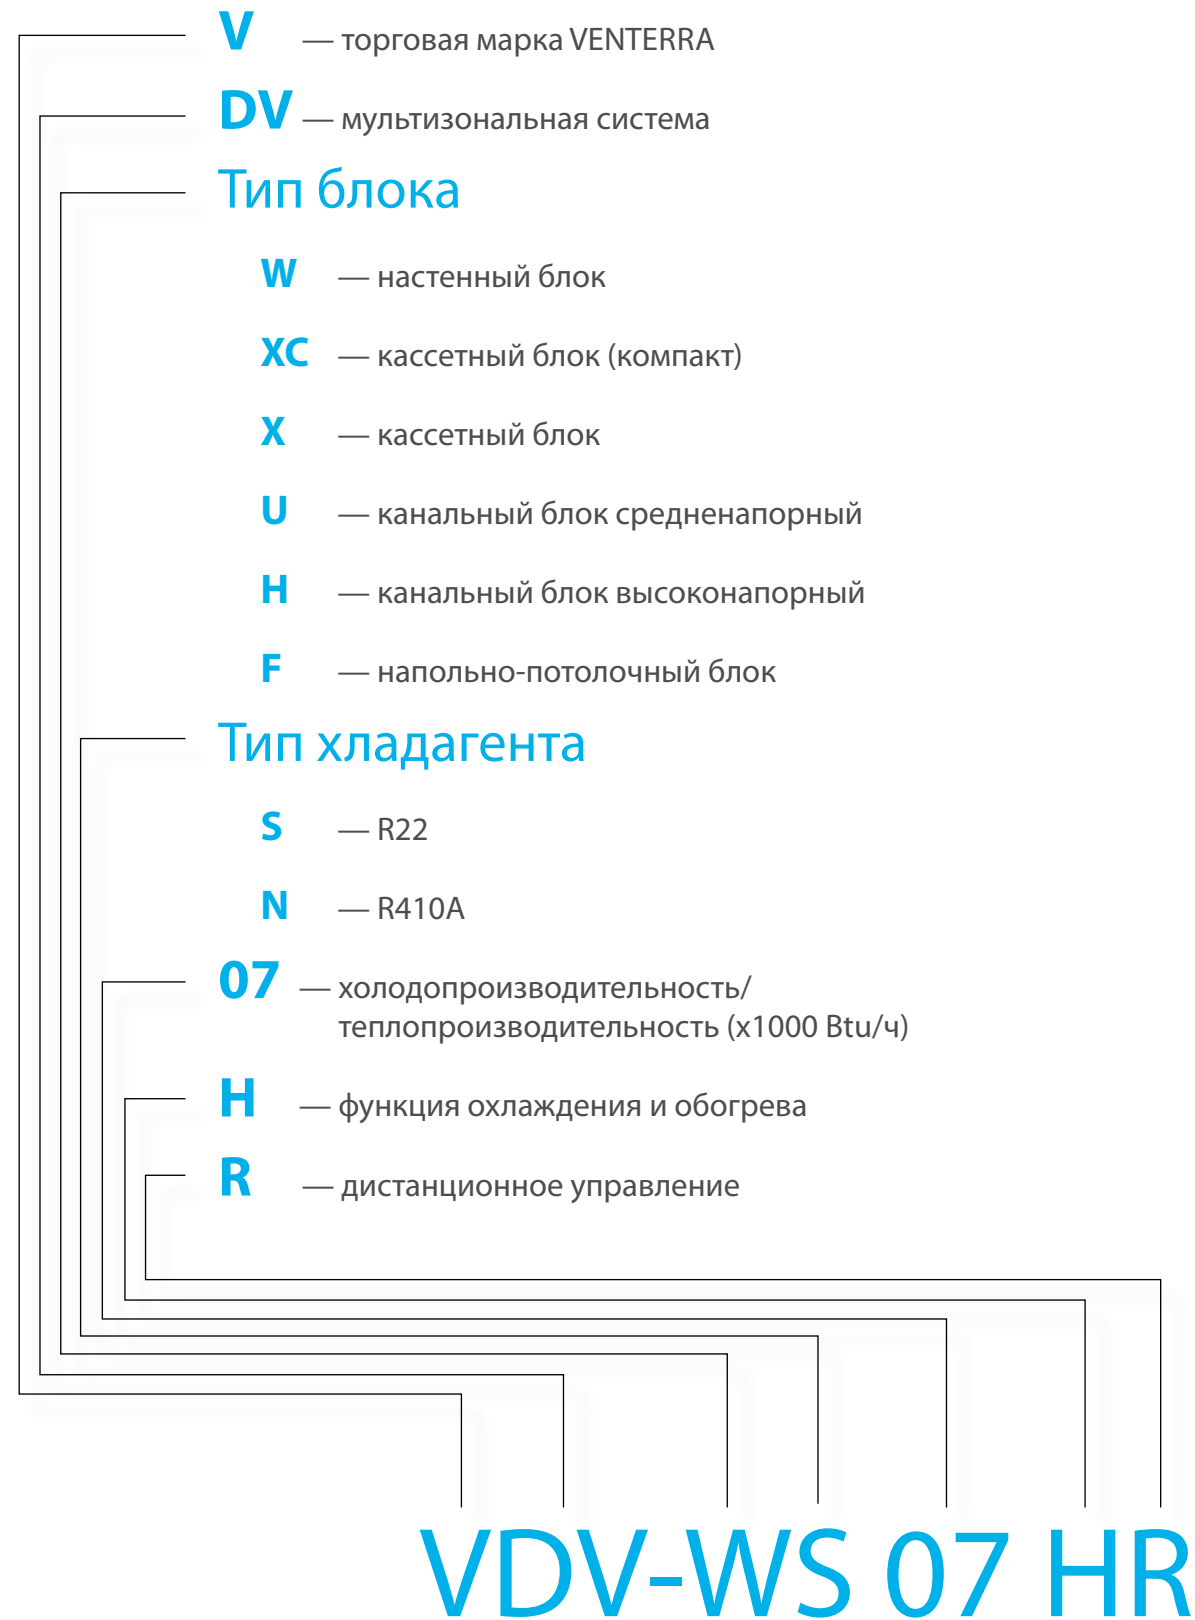 V — торговая марка VENTERRA
DV — мультизональная система
Тип блока
W — настенный блок
XC — кассетный блок (компакт)
X — кассетный блок
U — канальный блок средненапорный
H — канальный блок высоконапорный
F — напольно-потолочный блок
Тип хладагента
S — R22
N — R410A
07 — холодопроизводительность/
теплопроизводительность (x1000 Btu/ч)
H — функция охлаждения и обогрева
R — дистанционное управление
VDV-WS 07 HR